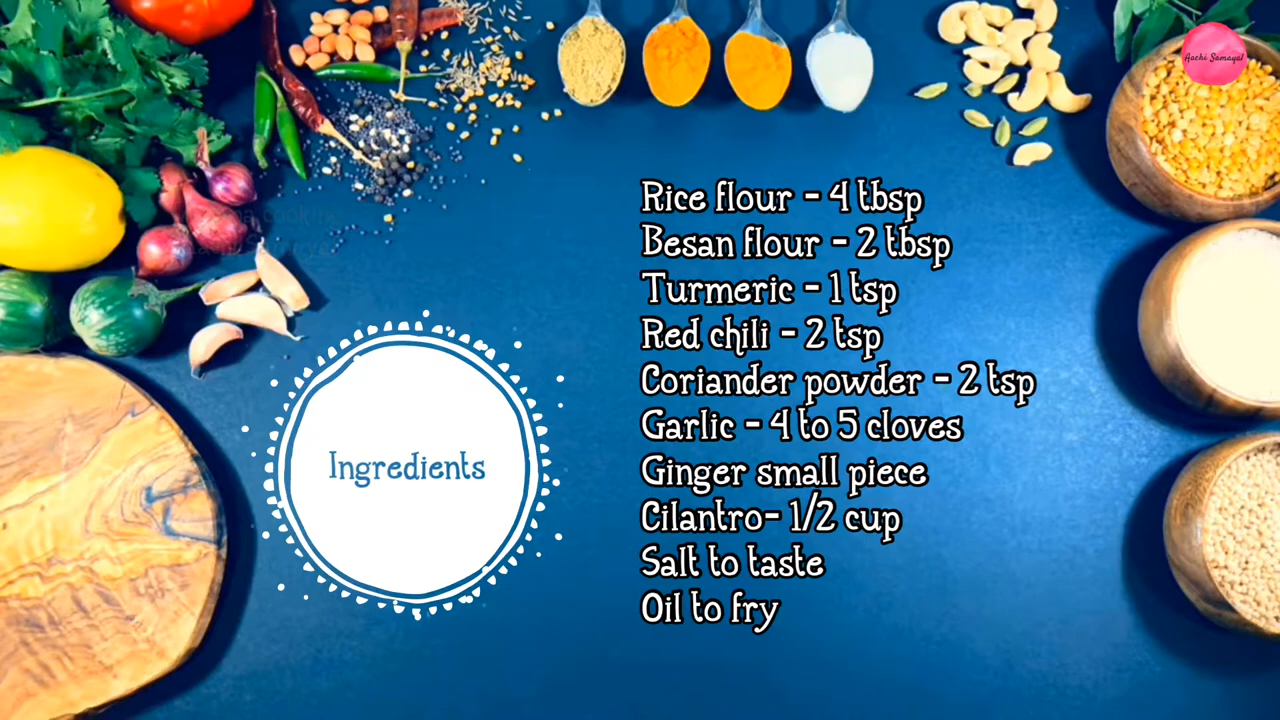 Aachi Samayal
Rice flour - 4 tbsp
Besan flour - 2 tbsp
Turmeric - 1 tsp
Red chili - 2 tsp
Coriander powder - 2 tsp
Garlic - 4 to 5 cloves
Ginger small piece
Cilantro- 1/2 cup
Salt to taste
Oil to fry
Ingredients